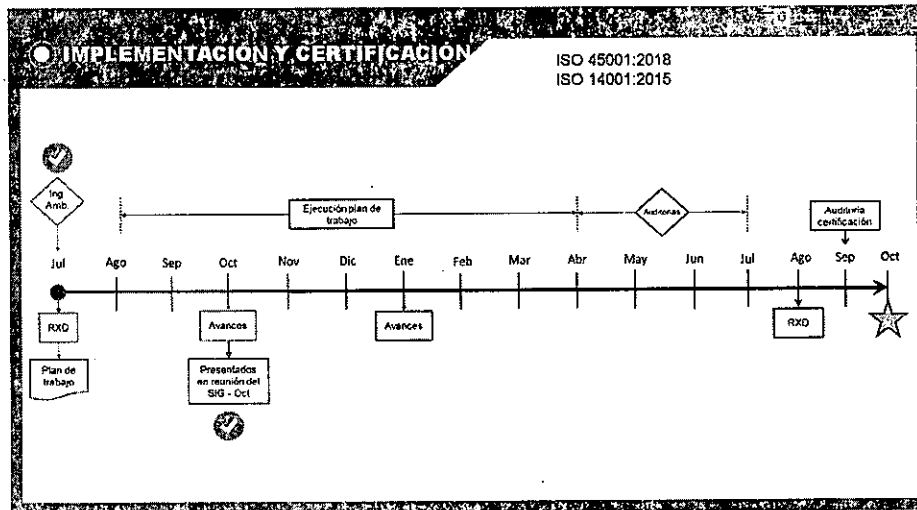 IMPLEMENTACIÓN Y CERTIFICACIÓN
ISO 45001:2018
ISO 14001:2015
Ing.
Amb.
Ejecución plan de
trabajo
Auditorias
Auditoría
certificación
Jul Ago Sep Oct Nov Dic Ene Feb Mar Abr May Jun Jul Ago Sep Oct
RXD
Avances
Avances
RXD
Plan de
trabajo
Presentados
en reunión del
SIG - Oct